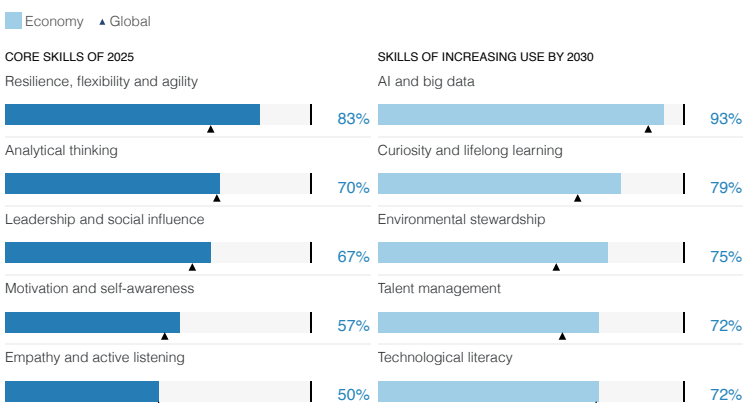 Economy
Global
CORE SKILLS OF 2025
Resilience, flexibility and agility
83%
Analytical thinking
70%
Leadership and social influence
67%
Motivation and self-awareness
57%
Empathy and active listening
50%
SKILLS OF INCREASING USE BY 2030
AI and big data
93%
Curiosity and lifelong learning
79%
Environmental stewardship
75%
Talent management
72%
Technological literacy
72%